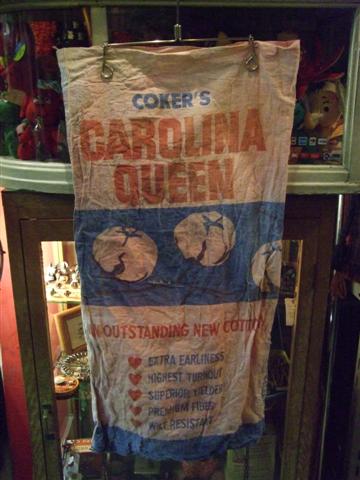 COKER'S
CAROLINA
QUEEN
AN OUTSTANDING NEW COTTON
EXTRA EARLINESS
HIGHEST TURNOUT
SUPERIOR YIELDER
PREMIUM FIBER
WILT RESISTANT